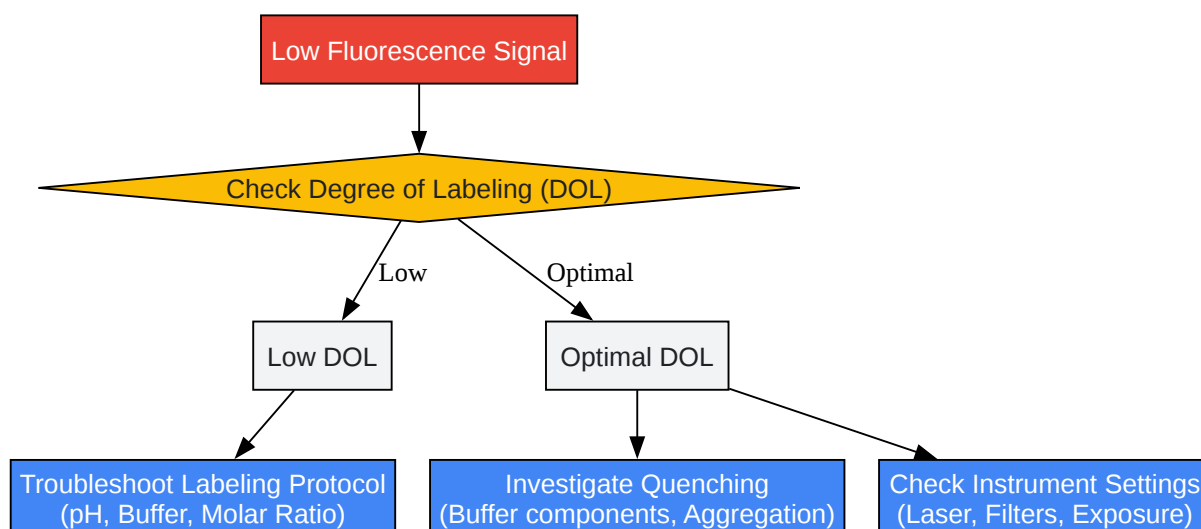 Low Fluorescence Signal
Check Degree of Labeling (DOL)
Low
Optimal
Low DOL
Optimal DOL
Troubleshoot Labeling Protocol
(pH, Buffer, Molar Ratio)
Investigate Quenching
(Buffer components, Aggregation)
Check Instrument Settings
(Laser, Filters, Exposure)